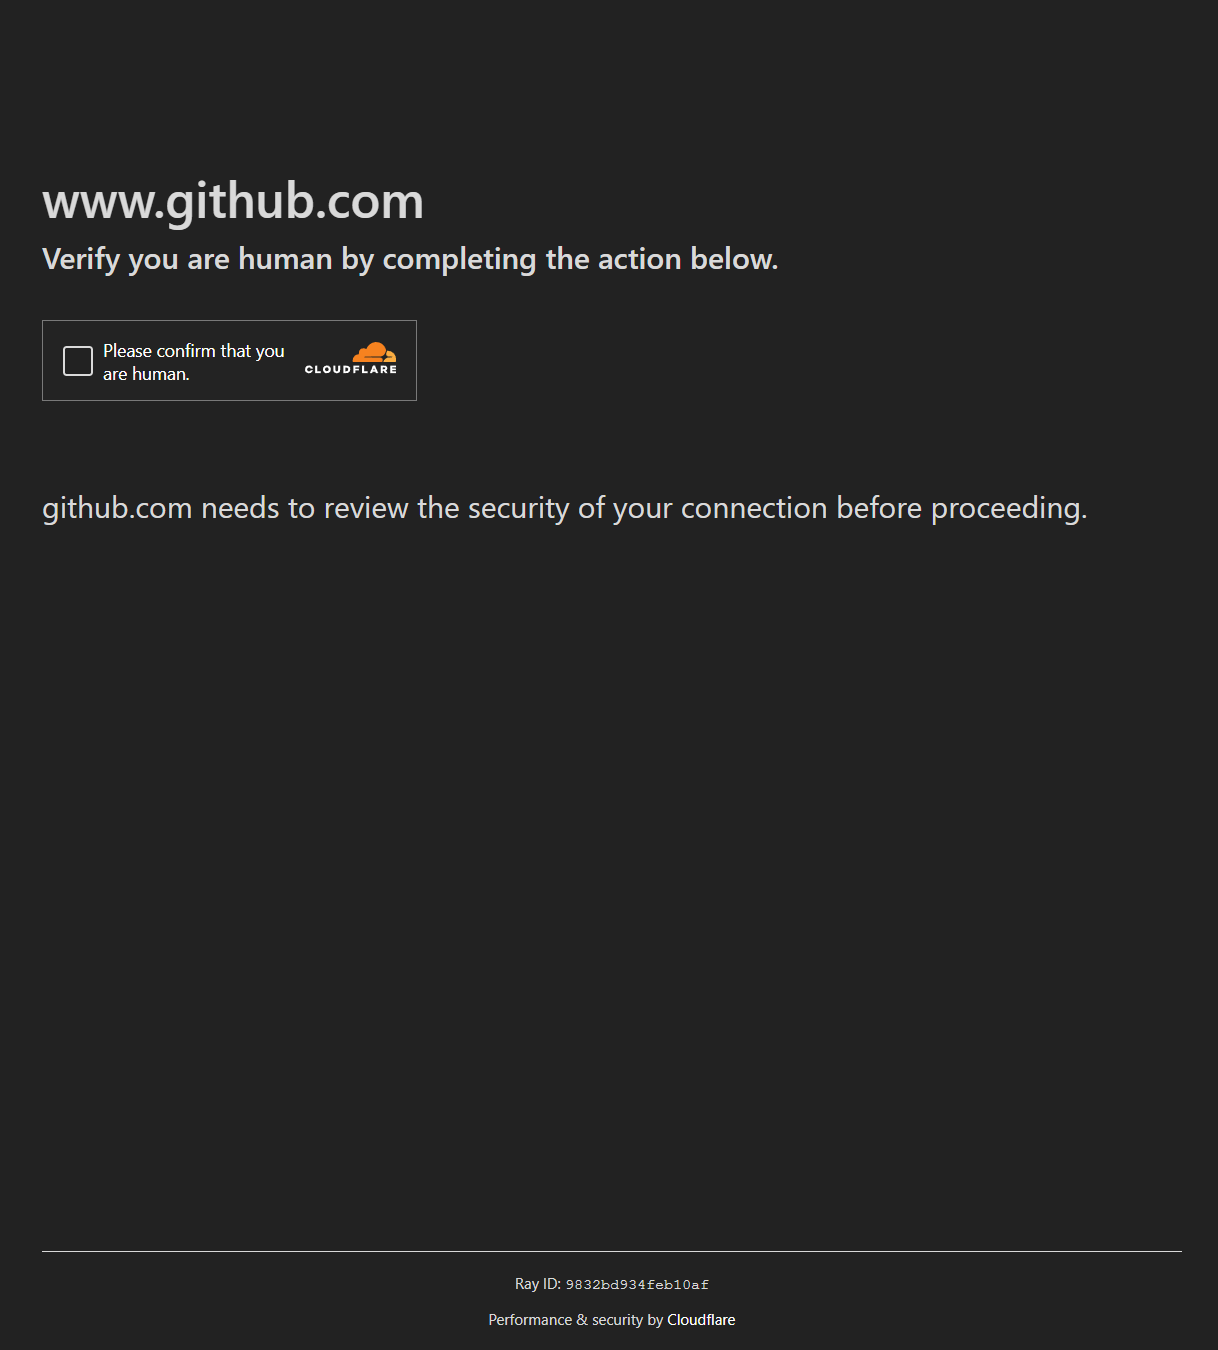 www.github.com
Verify you are human by completing the action below.
Please confirm that you
are human.
CLOUDFLARE
github.com needs to review the security of your connection before proceeding.
Ray ID: 9832bd934feb10af
Performance & security by Cloudflare